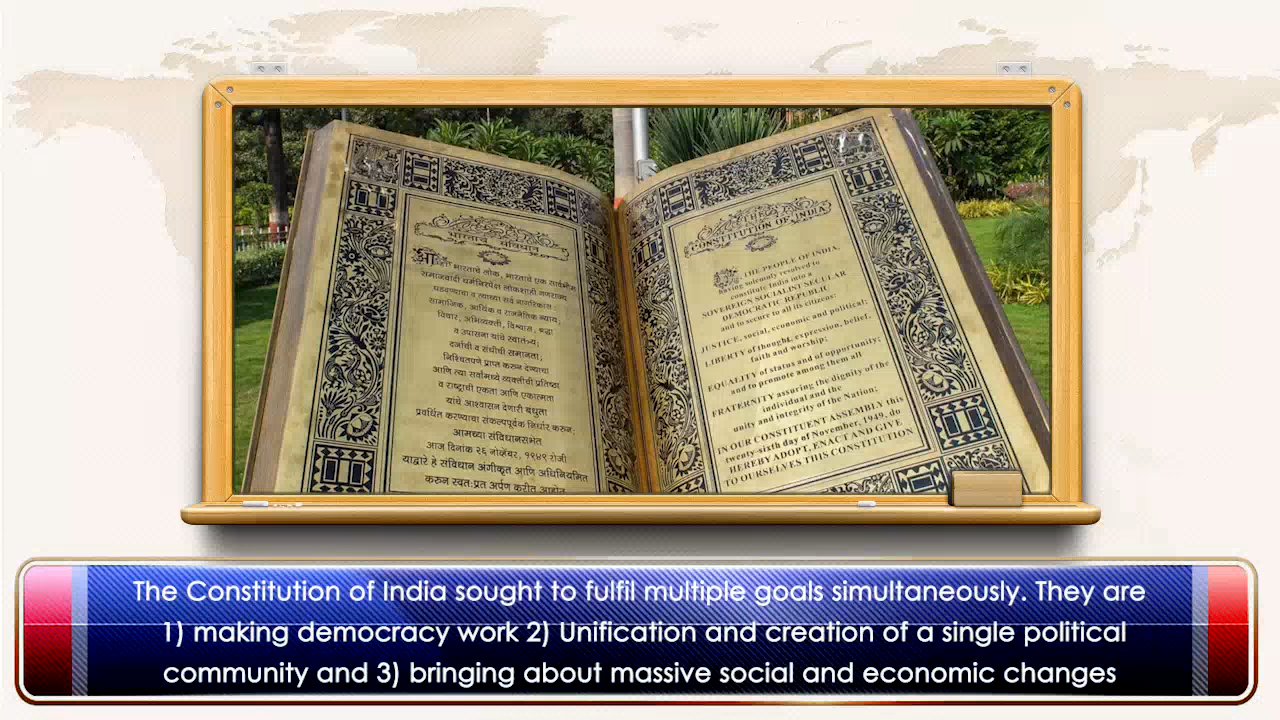 भारताचे संविधान
भारताचे लोक, भारताचे एक सार्वभौम
समाजवादी धर्मनिरपेक्ष लोकशाही गणराज्य
घडवण्याचा व त्याच्या सर्व नागरिकांस
सामाजिक, आर्थिक व राजनैतिक न्याय;
विचार, अभिव्यक्ती, विश्वास, श्रद्धा
व उपासना यांचे स्वातंत्र्य;
दर्जाची व संधीची समानता;
निश्चितपणे प्राप्त करून देण्याचा
आणि त्या सर्वांमध्ये व्यक्तीची प्रतिष्ठा
व राष्ट्राची एकता आणि एकात्मता
यांचे आश्वासन देणारी बंधुता
प्रवर्धित करण्याचा संकल्पपूर्वक निर्धार करून;
आमच्या संविधानसभेत
आज दिनांक २६ नोव्हेंबर, १९४९ रोजी
याद्वारे हे संविधान अंगीकृत आणि अधिनियमित
करून स्वत:प्रत अर्पण करीत आहोत
THE
CONSTITUTION OF INDIA
THE PEOPLE OF INDIA,
having solemnly resolved to
constitute India into a
SOVEREIGN SOCIALIST SECULAR
DEMOCRATIC REPUBLIC
and to secure to all its citizens:
JUSTICE, social, economic and political;
LIBERTY of thought, expression, belief,
faith and worship;
EQUALITY of status and of opportunity;
and to promote among them all
FRATERNITY assuring the dignity of the
individual and the
unity and integrity of the Nation;
IN OUR CONSTITUENT ASSEMBLY this
twenty-sixth day of November, 1949, do
HEREBY ADOPT, ENACT AND GIVE
TO OURSELVES THIS CONSTITUTION
The Constitution of India sought to fulfil multiple goals simultaneously. They are
1) making democracy work 2) Unification and creation of a single political
community and 3) bringing about massive social and economic changes